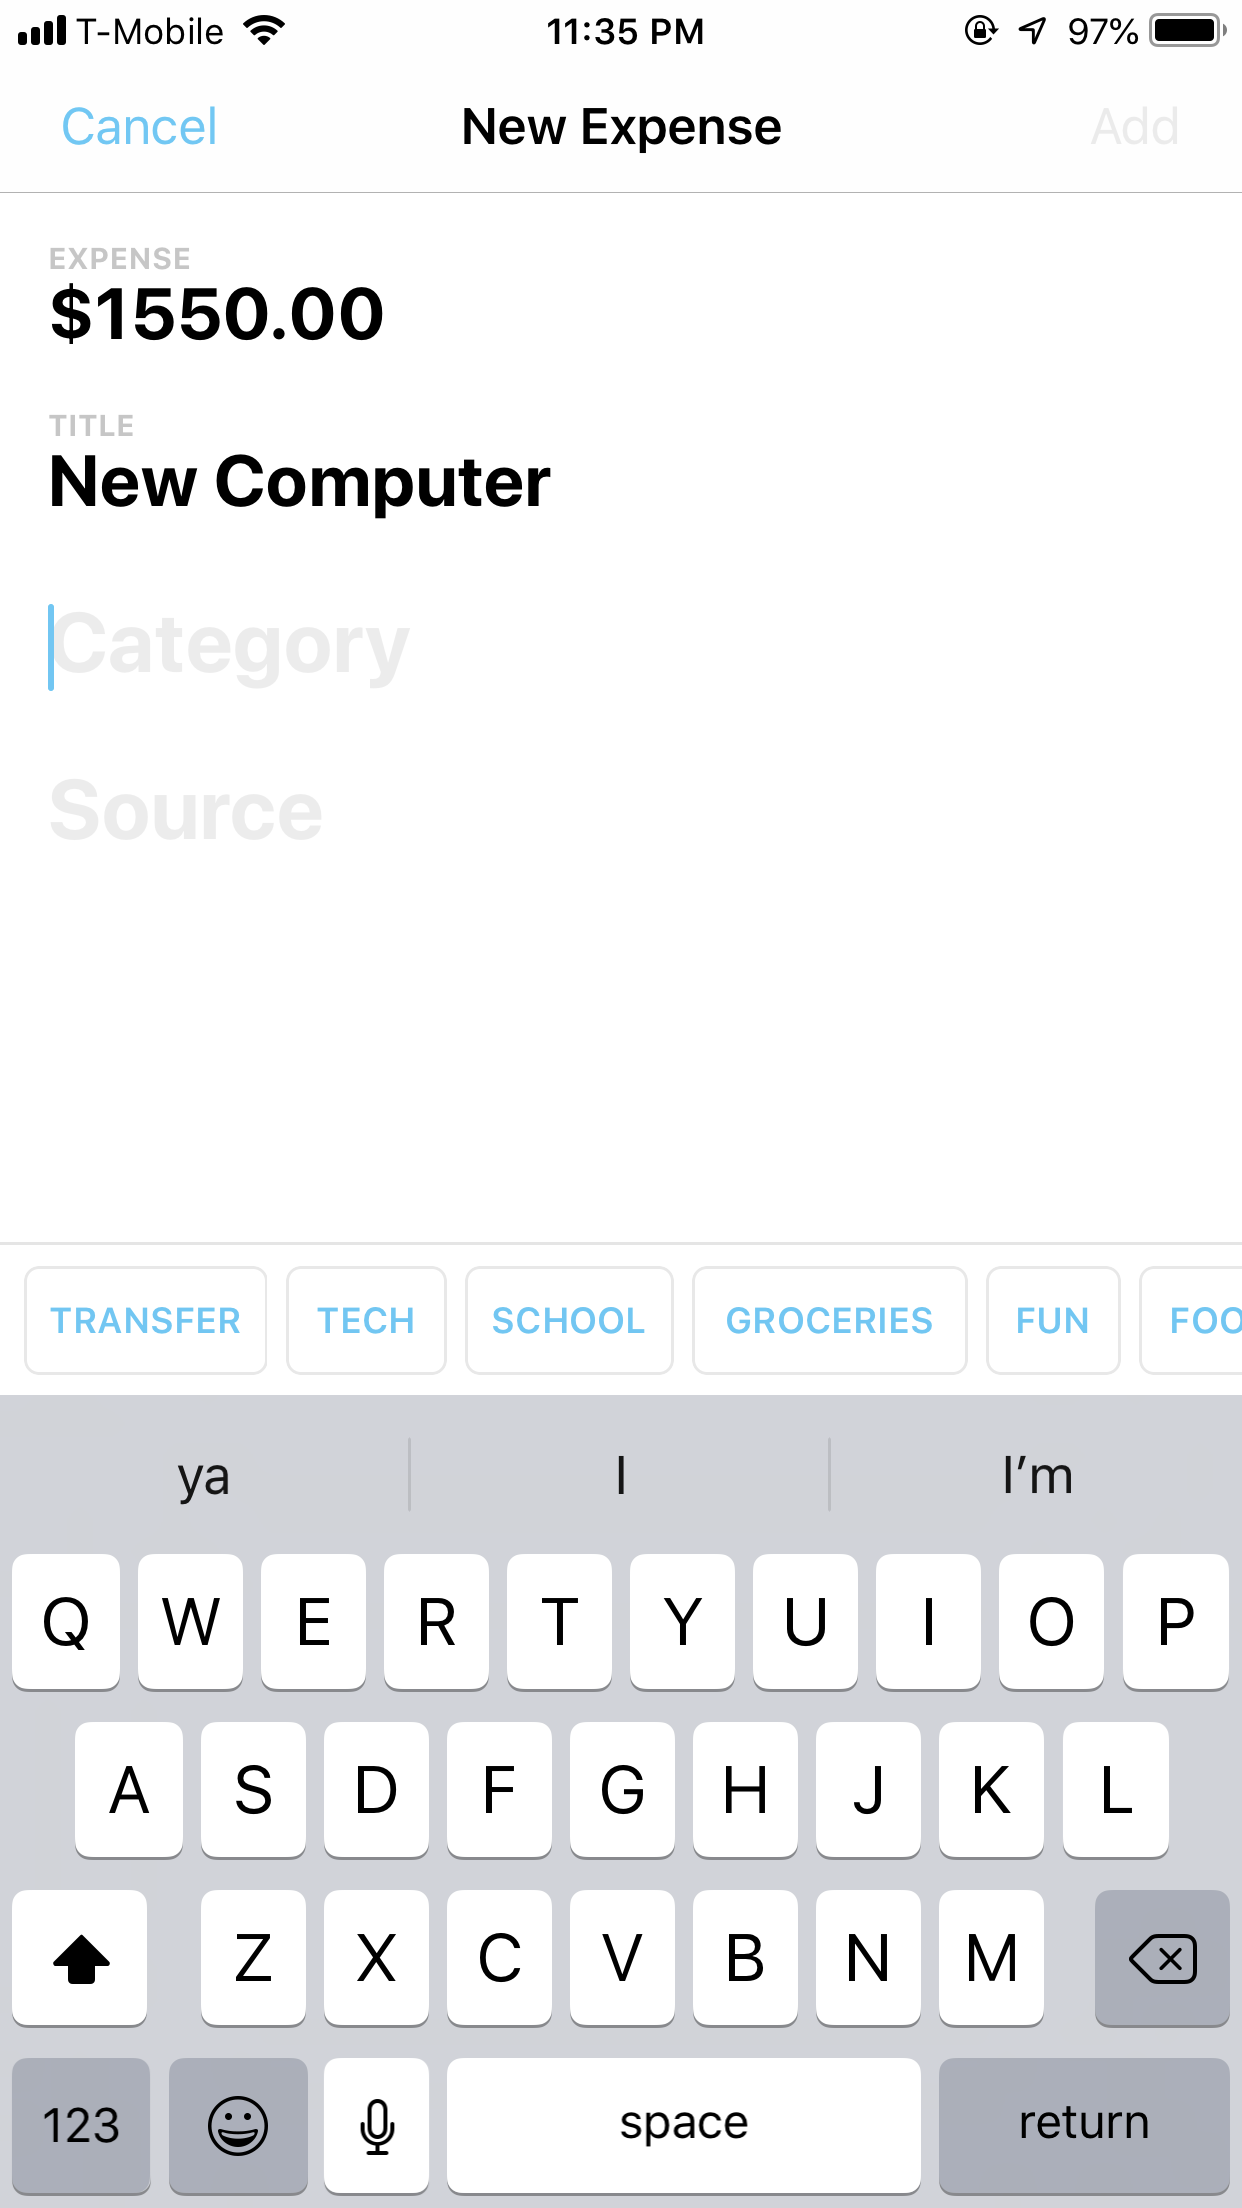 T-Mobile 11:35 PM 97%
Cancel New Expense Add
EXPENSE
$1550.00
TITLE
New Computer
Category
Source
TRANSFER TECH SCHOOL GROCERIES FUN FOO
ya I I’m
Q W E R T Y U I O P
A S D F G H J K L
Z X C V B N M
123 space return